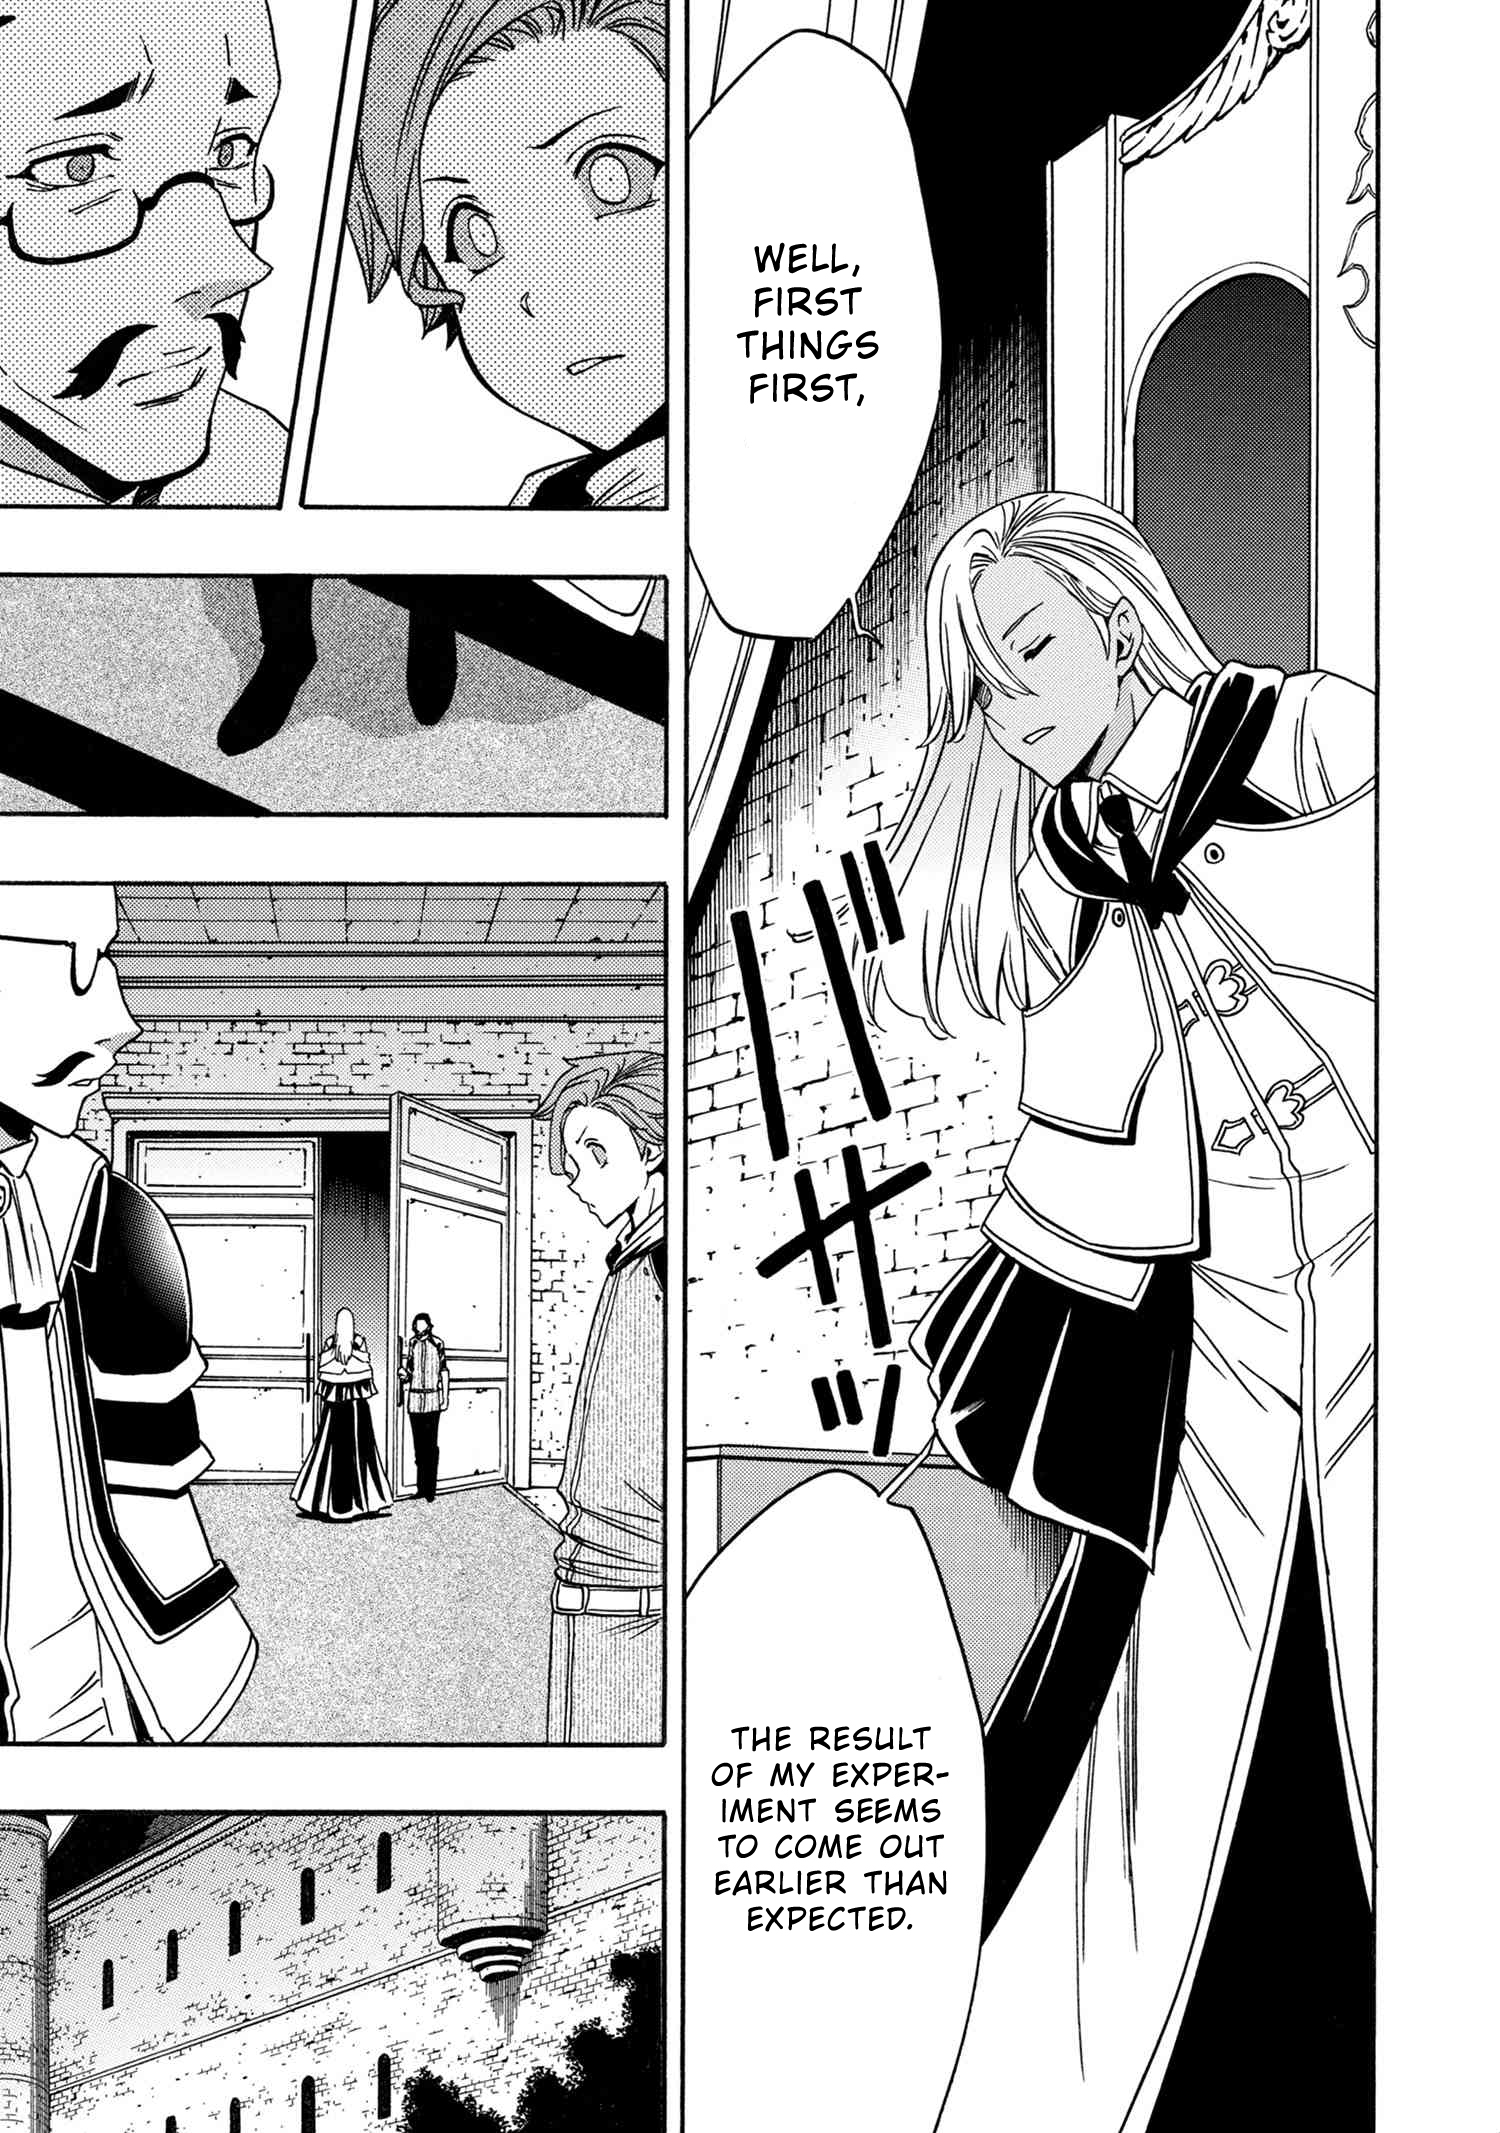 WELL,
FIRST
THINGS
FIRST,
ドサッ
THE RESULT
OF MY EXPER-
IMENT SEEMS
TO COME OUT
EARLIER THAN
EXPECTED.